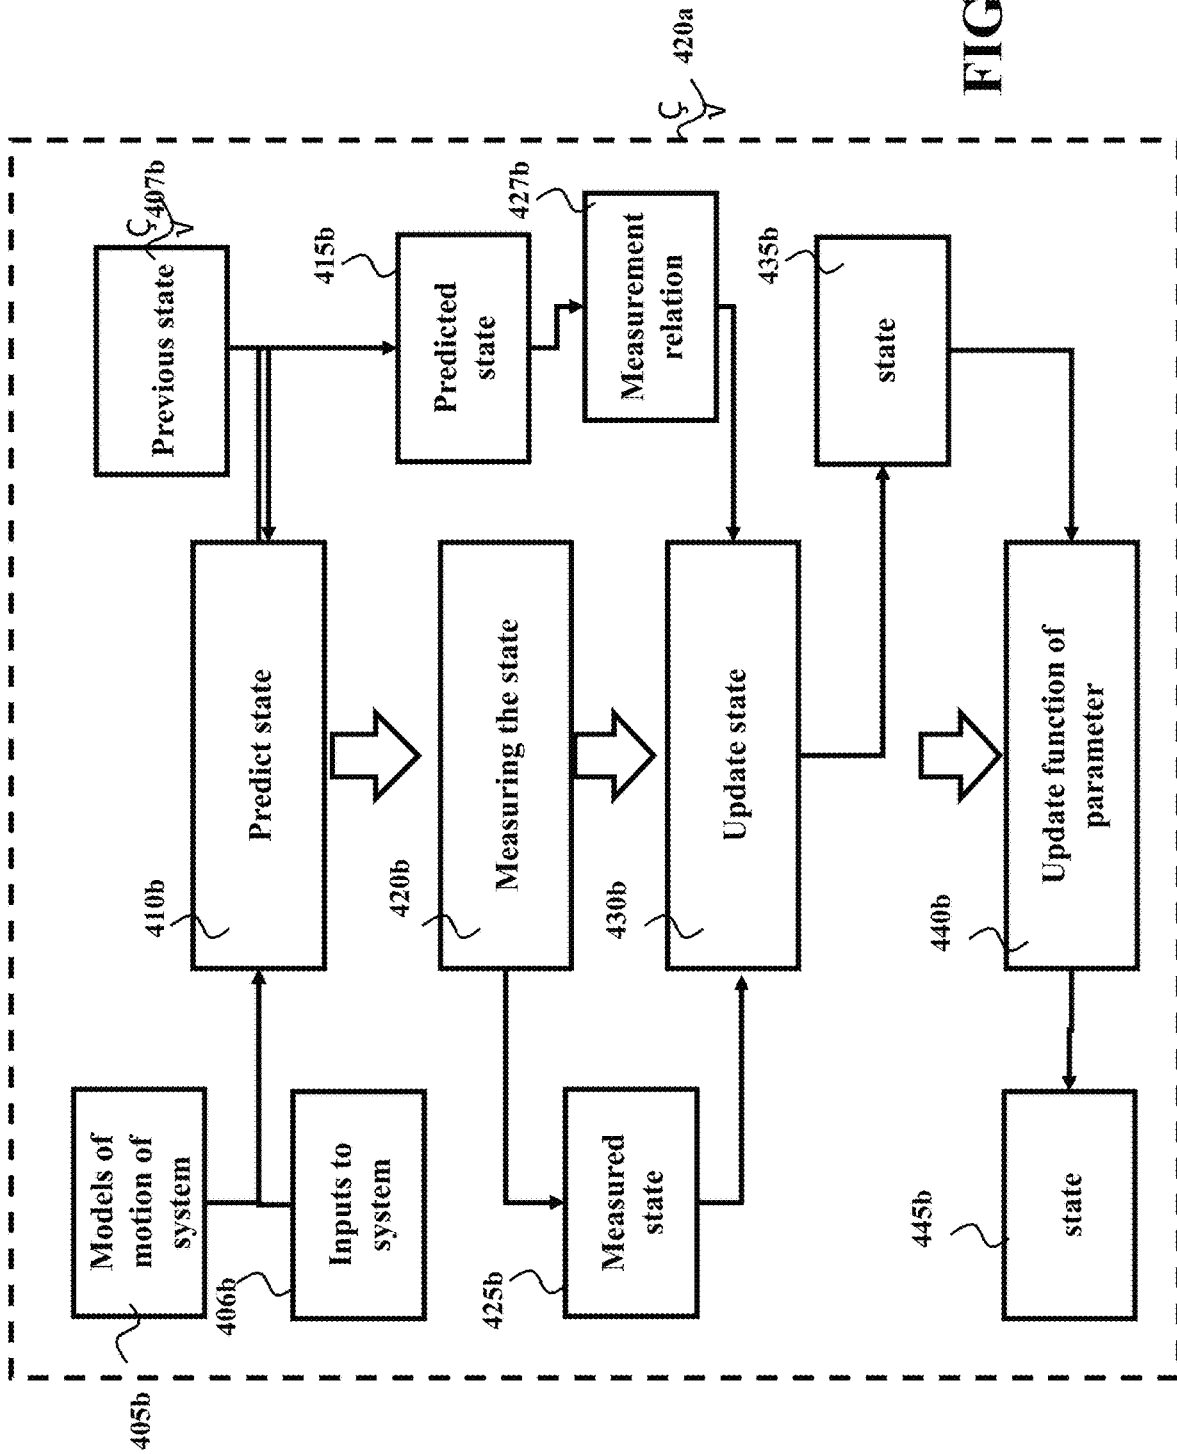 405b
Models of
motion of
system
406b
Inputs to
system
410b
Predict state
407b
Previous state
415b
Predicted
state
420b
Measuring the state
425b
Measured
state
427b
Measurement
relation
430b
Update state
435b
state
440b
Update function of
parameter
445b
state
420a
FIG